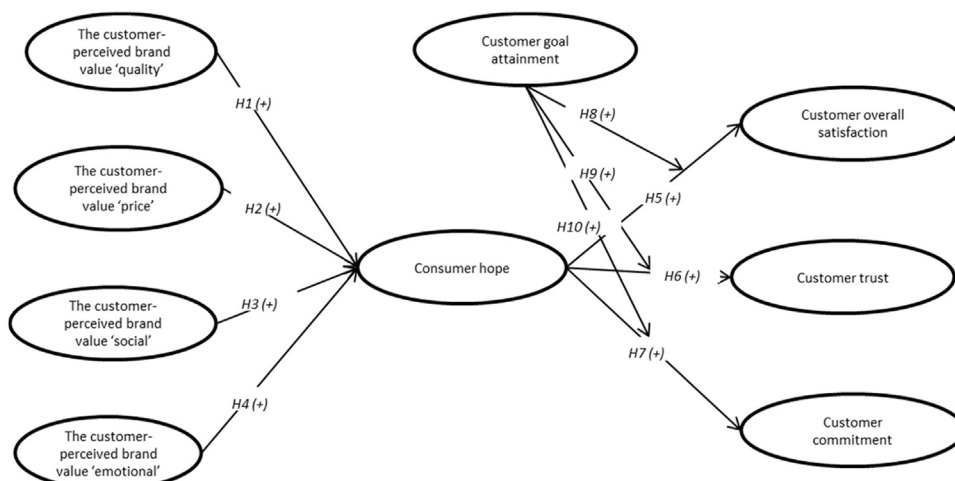 The customer-
perceived brand
value ‘quality’
Customer goal
attainment
H1 (+)
H8 (+)
Customer overall
satisfaction
The customer-
perceived brand
value ‘price’
H9 (+)
H5 (+)
H2 (+)
H10 (+)
Consumer hope
H6 (+)
Customer trust
H3 (+)
The customer-
perceived brand
value ‘social’
H7 (+)
H4 (+)
Customer
commitment
The customer-
perceived brand
value ‘emotional’